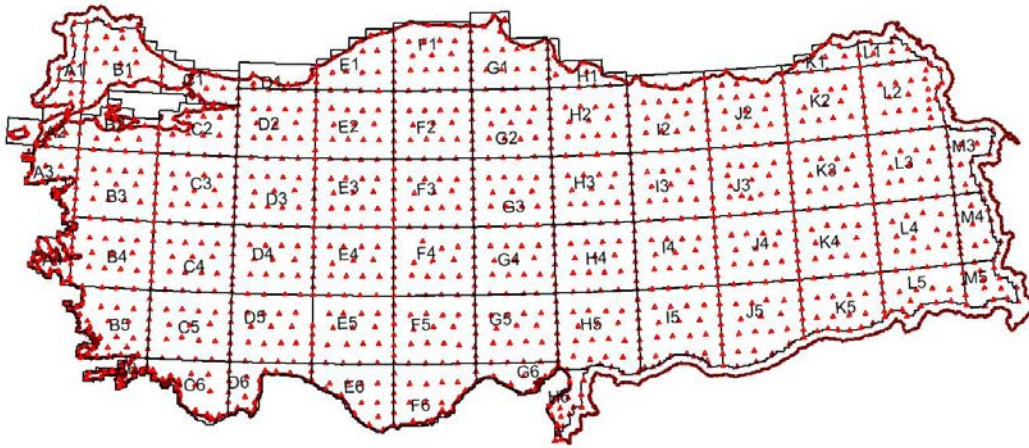 A1 B1 C1 D1 E1 F1 G1 H1 K1 L1
A2 B2 C2 D2 E2 F2 G2 H2 I2 J2 K2 L2
A3 B3 C3 D3 E3 F3 G3 H3 I3 J3 K3 L3 M3
A4 B4 C4 D4 E4 F4 G4 H4 I4 J4 K4 L4 M4
B5 C5 D5 E5 F5 G5 H5 I5 J5 K5 L5 M5
B6 C6 D6 E6 F6 G6 H6